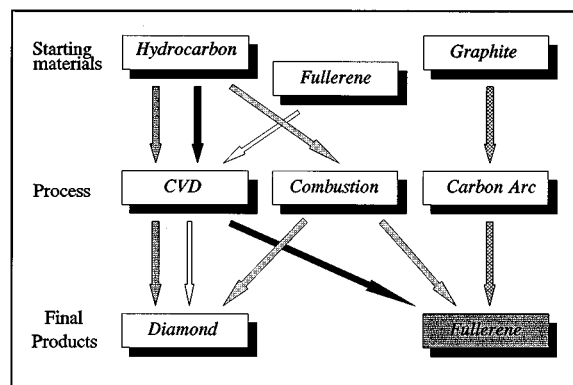 Starting
materials
Hydrocarbon
Fullerene
Graphite
Process
CVD
Combustion
Carbon Arc
Final
Products
Diamond
Fullerene